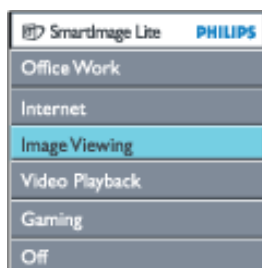 SmartImage Lite PHILIPS
Office Work
Internet
Image Viewing
Video Playback
Gaming
Off